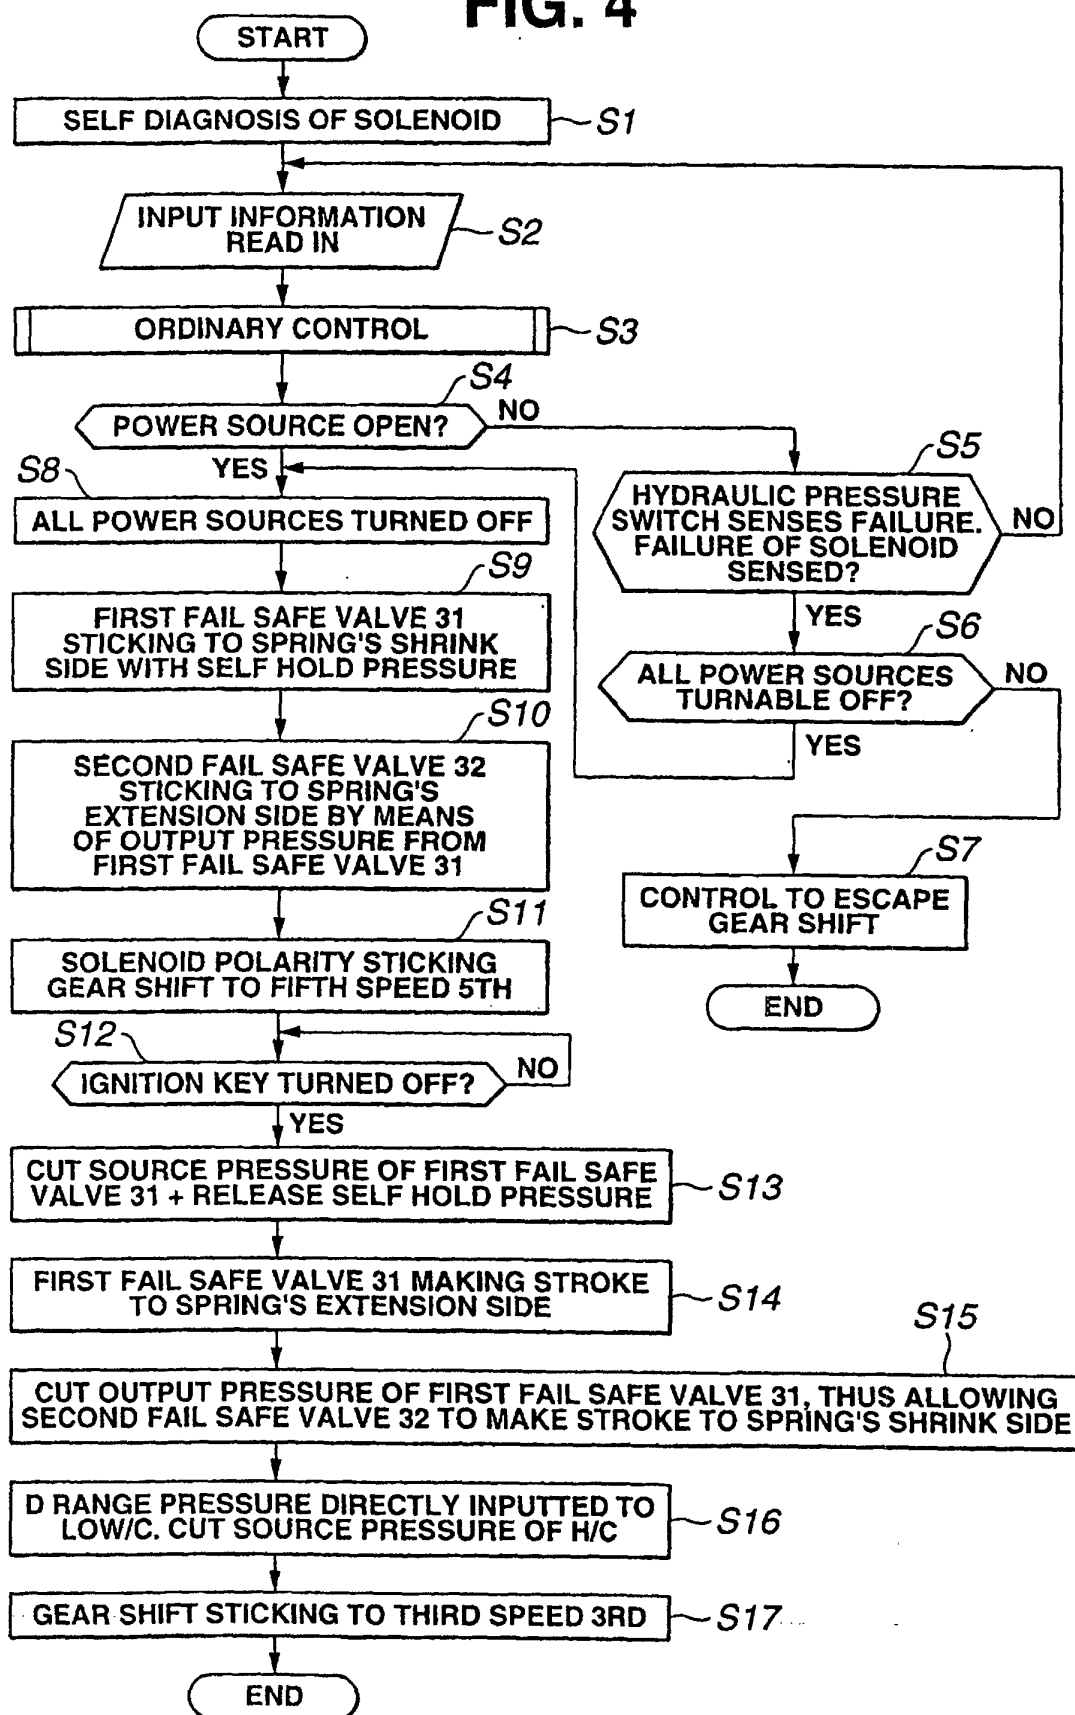 FIG. 4
START
SELF DIAGNOSIS OF SOLENOID
S1
INPUT INFORMATION
READ IN
S2
ORDINARY CONTROL
S3
S4
POWER SOURCE OPEN?
NO
YES
S5
HYDRAULIC PRESSURE
SWITCH SENSES FAILURE.
FAILURE OF SOLENOID
SENSED?
NO
YES
S6
ALL POWER SOURCES
TURNABLE OFF?
NO
YES
S7
CONTROL TO ESCAPE
GEAR SHIFT
END
S8
ALL POWER SOURCES TURNED OFF
S9
FIRST FAIL SAFE VALVE 31
STICKING TO SPRING'S SHRINK
SIDE WITH SELF HOLD PRESSURE
S10
SECOND FAIL SAFE VALVE 32
STICKING TO SPRING'S
EXTENSION SIDE BY MEANS
OF OUTPUT PRESSURE FROM
FIRST FAIL SAFE VALVE 31
S11
SOLENOID POLARITY STICKING
GEAR SHIFT TO FIFTH SPEED 5TH
S12
IGNITION KEY TURNED OFF?
NO
YES
CUT SOURCE PRESSURE OF FIRST FAIL SAFE
VALVE 31 + RELEASE SELF HOLD PRESSURE
S13
FIRST FAIL SAFE VALVE 31 MAKING STROKE
TO SPRING'S EXTENSION SIDE
S14
S15
CUT OUTPUT PRESSURE OF FIRST FAIL SAFE VALVE 31, THUS ALLOWING
SECOND FAIL SAFE VALVE 32 TO MAKE STROKE TO SPRING'S SHRINK SIDE
D RANGE PRESSURE DIRECTLY INPUTTED TO
LOW/C. CUT SOURCE PRESSURE OF H/C
S16
GEAR SHIFT STICKING TO THIRD SPEED 3RD
S17
END